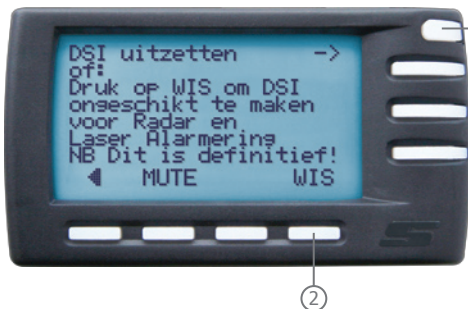 DSI uitzetten ->
of:
Druk op WIS om DSI
ongeschikt te maken
voor Radar en
Laser Alarmering
NB Dit is definitief!
◀ MUTE WIS
S
2